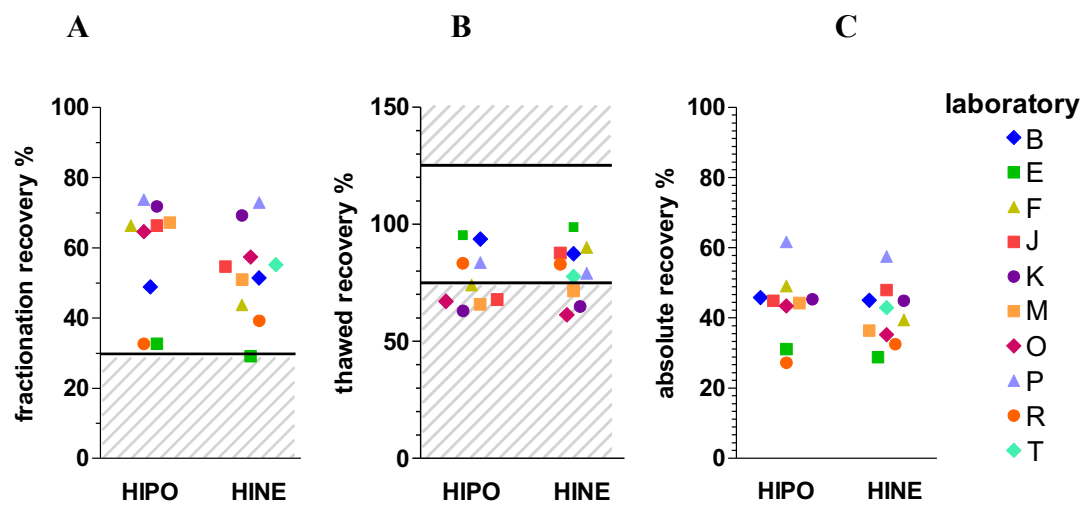 A
B
C
fractionation recovery %
100
80
60
40
20
0
HIPO
HINE
thawed recovery %
150
100
50
0
HIPO
HINE
absolute recovery %
100
80
60
40
20
0
HIPO
HINE
laboratory
B
E
F
J
K
M
O
P
R
T